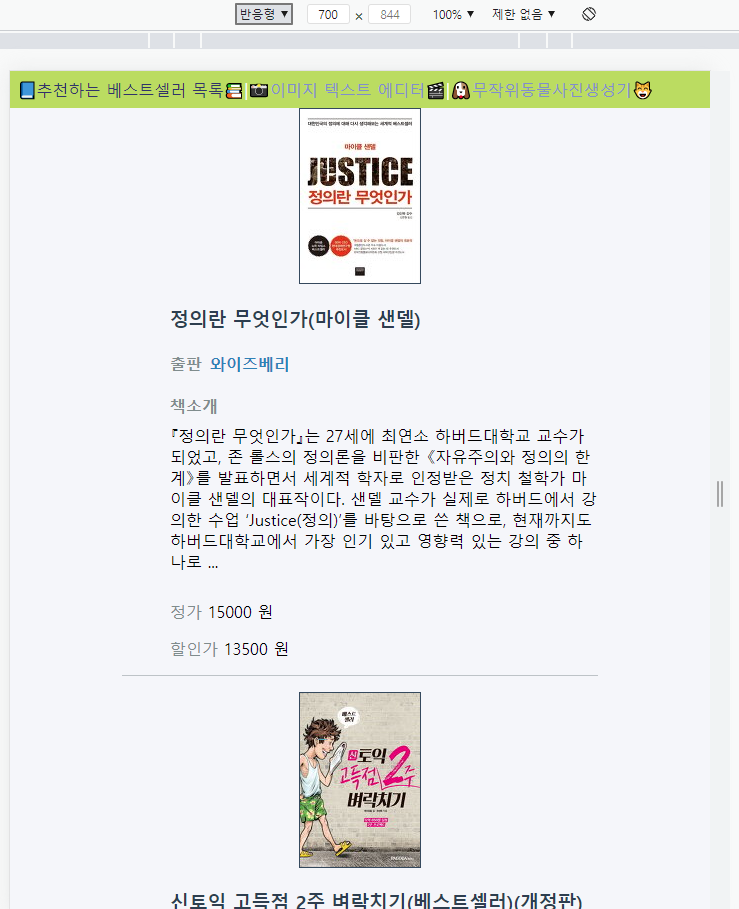 반응형 ▼ 700 × 844 100% ▼ 제한 없음 ▼
📘추천하는 베스트셀러 목록📚|📷이미지 텍스트 에디터🎬|🐶무작위동물사진생성기😸
대한민국의 정의에 대해 다시 생각해보는 세계적 베스트셀러
마이클 샌델
JUSTICE
정의란 무엇인가
정의란 무엇인가(마이클 샌델)
출판 와이즈베리
책소개
『정의란 무엇인가』는 27세에 최연소 하버드대학교 교수가
되었고, 존 롤스의 정의론을 비판한 《자유주의와 정의의 한
계》를 발표하면서 세계적 학자로 인정받은 정치 철학가 마
이클 샌델의 대표작이다. 샌델 교수가 실제로 하버드에서 강
의한 수업 ‘Justice(정의)’를 바탕으로 쓴 책으로, 현재까지도
하버드대학교에서 가장 인기 있고 영향력 있는 강의 중 하
나로 ...
정가 15000 원
할인가 13500 원
베스트
셀러
신토익
고득점 2주
벼락치기
PAGODA
신토익 고득점 2주 벼락치기(베스트셀러)(개정판)